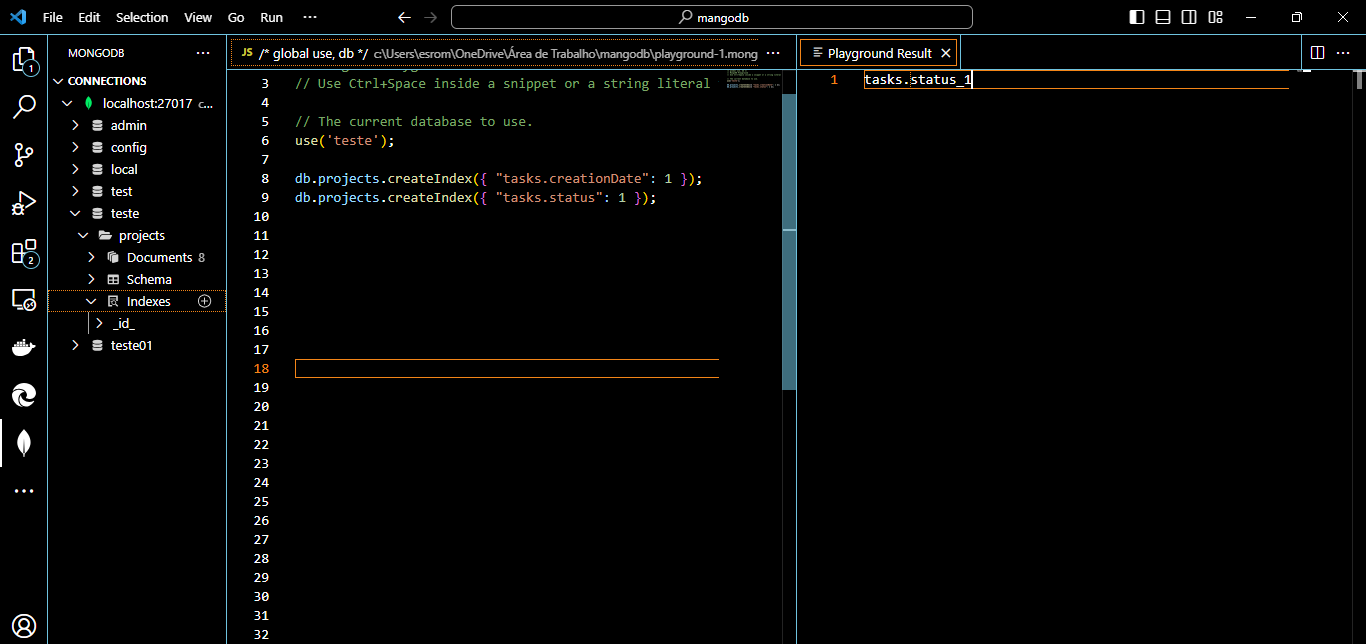 File Edit Selection View Go Run ···
mangodb
MONGODB ···
CONNECTIONS
localhost:27017 c...
admin
config
local
test
teste
projects
Documents 8
Schema
Indexes
_id_
teste01
1
2
JS /* global use, db */ c:\Users\esrom\OneDrive\Área de Trabalho\mangodb\playground-1.mong ···
3 // Use Ctrl+Space inside a snippet or a string literal
4
5 // The current database to use.
6 use('teste');
7
8 db.projects.createIndex({ "tasks.creationDate": 1 });
9 db.projects.createIndex({ "tasks.status": 1 });
10
11
12
13
14
15
16
17
18
19
20
21
22
23
24
25
26
27
28
29
30
31
32
Playground Result
1 tasks.status_1